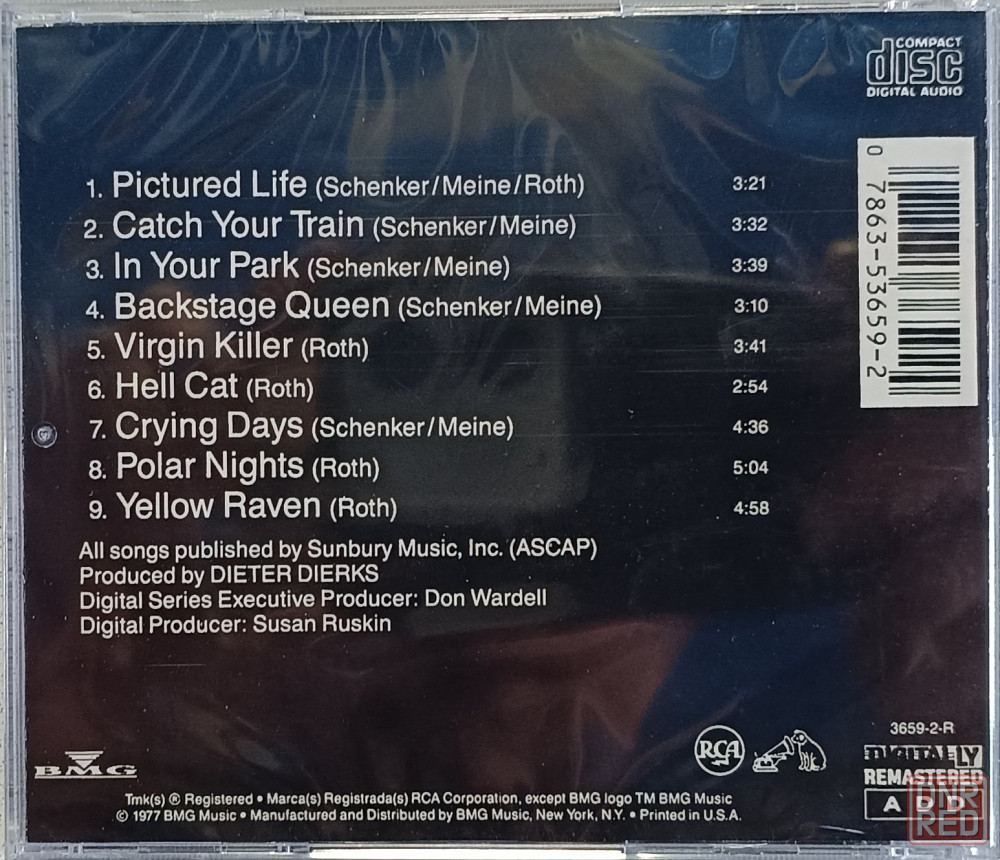 COMPACT
disc
DIGITAL AUDIO
0 7863-53659-2
1. Pictured Life (Schenker/Meine/Roth) 3:21
2. Catch Your Train (Schenker/Meine) 3:32
3. In Your Park (Schenker/Meine) 3:39
4. Backstage Queen (Schenker/Meine) 3:10
5. Virgin Killer (Roth) 3:41
6. Hell Cat (Roth) 2:54
7. Crying Days (Schenker/Meine) 4:36
8. Polar Nights (Roth) 5:04
9. Yellow Raven (Roth) 4:58
All songs published by Sunbury Music, Inc. (ASCAP)
Produced by DIETER DIERKS
Digital Series Executive Producer: Don Wardell
Digital Producer: Susan Ruskin
3659-2-R
BMG
RCA
DIGITALLY
REMASTERED
A D D
UNR
RED
Tmk(s) ® Registered • Marca(s) Registrada(s) RCA Corporation, except BMG logo TM BMG Music
© 1977 BMG Music • Manufactured and Distributed by BMG Music, New York, N.Y. • Printed in U.S.A.